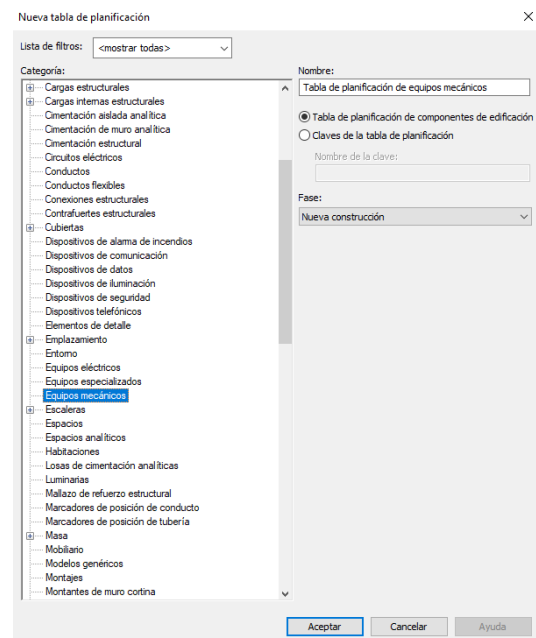 Nueva tabla de planificación
Lista de filtros: <mostrar todas>
Categoría:
Cargas estructurales
Cargas internas estructurales
Cimentación aislada analítica
Cimentación de muro analítica
Cimentación estructural
Circuitos eléctricos
Conductos
Conductos flexibles
Conexiones estructurales
Contrafuertes estructurales
Cubiertas
Dispositivos de alarma de incendios
Dispositivos de comunicación
Dispositivos de datos
Dispositivos de iluminación
Dispositivos de seguridad
Dispositivos telefónicos
Elementos de detalle
Emplazamiento
Entorno
Equipos eléctricos
Equipos especializados
Equipos mecánicos
Escaleras
Espacios
Espacios analíticos
Habitaciones
Losas de cimentación analíticas
Luminarias
Mallazo de refuerzo estructural
Marcadores de posición de conducto
Marcadores de posición de tubería
Masa
Mobiliario
Modelos genéricos
Montajes
Montantes de muro cortina
Nombre:
Tabla de planificación de equipos mecánicos
Tabla de planificación de componentes de edificación
Claves de la tabla de planificación
Nombre de la clave:
Fase:
Nueva construcción
Aceptar
Cancelar
Ayuda